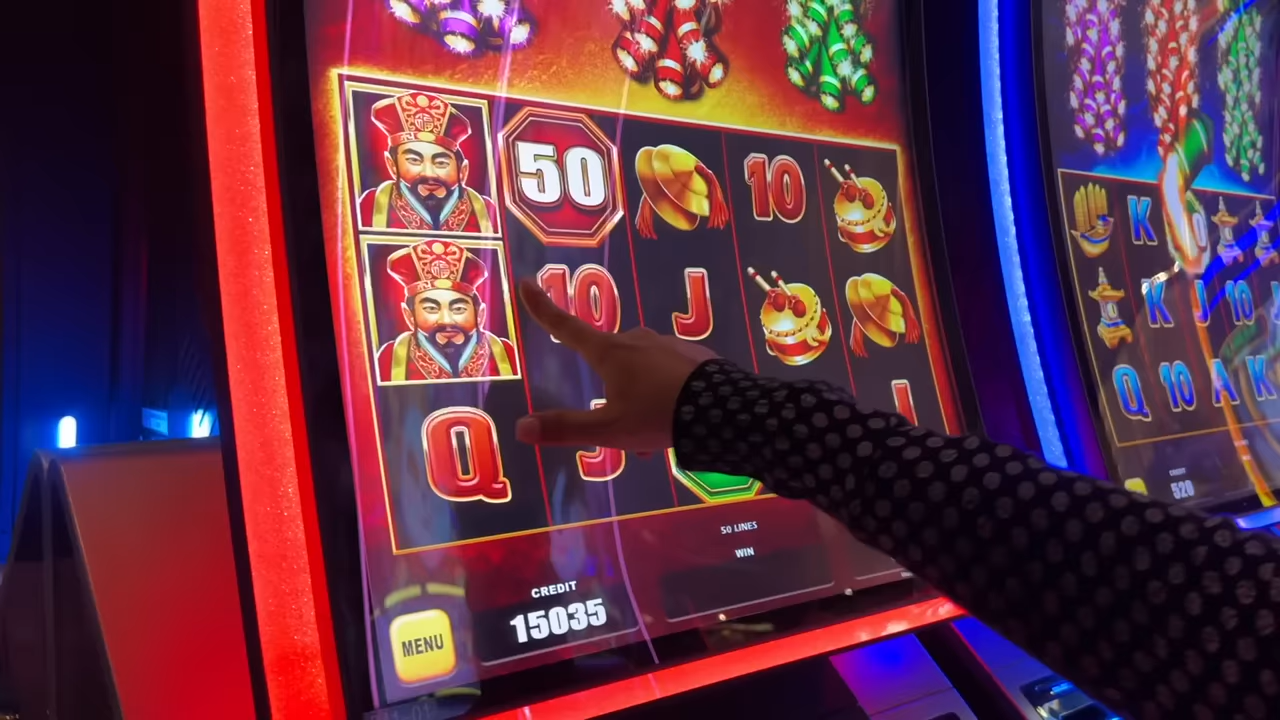 50 10
10 J
Q J J
50 LINES
WIN
CREDIT
15035
MENU
K
K J 10
Q 10 A K
CREDIT
520